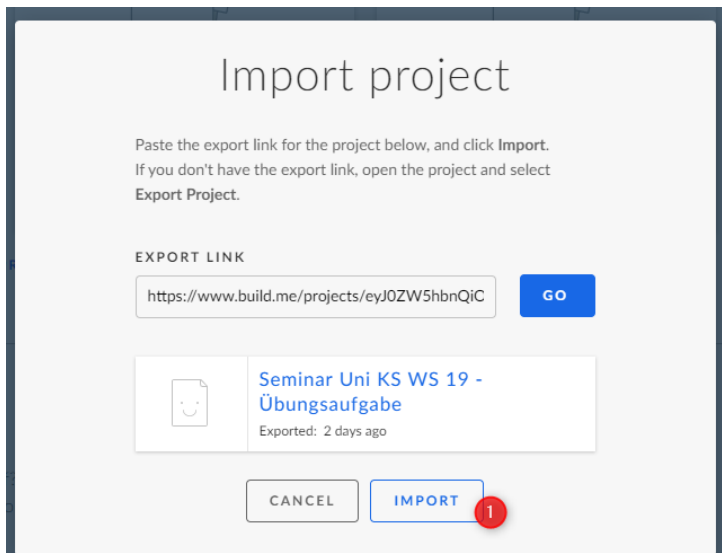 Import project
Paste the export link for the project below, and click Import.
If you don't have the export link, open the project and select
Export Project.
EXPORT LINK
https://www.build.me/projects/eyJ0ZW5hbnQiO
GO
Seminar Uni KS WS 19 -
Übungsaufgabe
Exported: 2 days ago
CANCEL
IMPORT
1